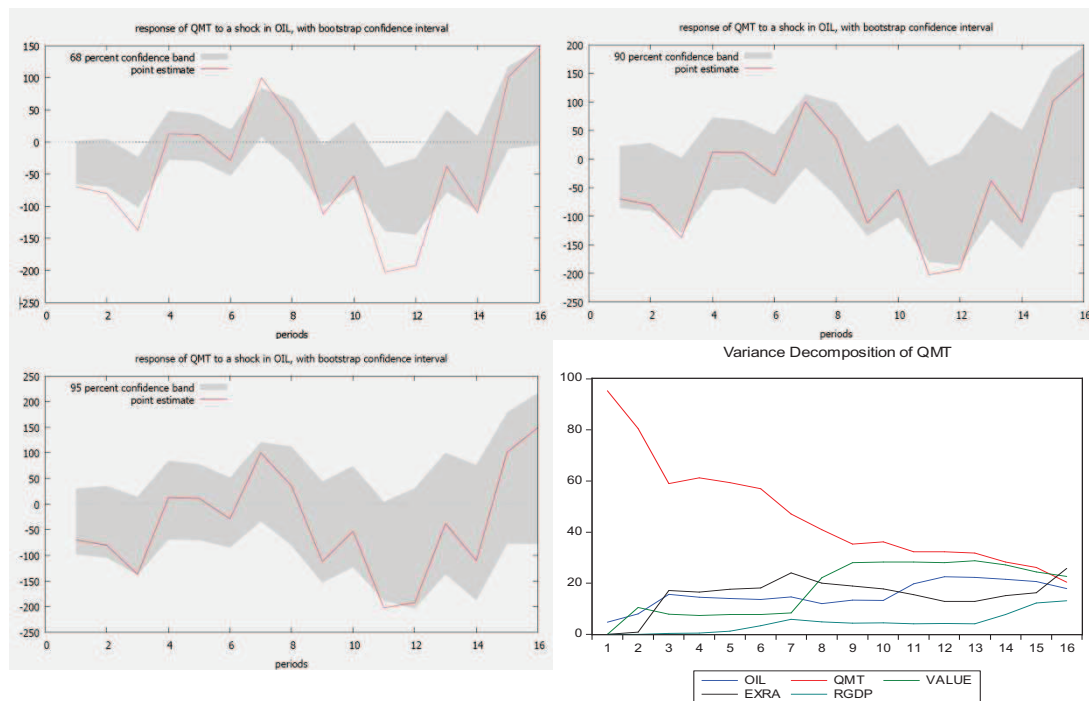 response of QMT to a shock in OIL, with bootstrap confidence interval
68 percent confidence band
point estimate
150
100
50
0
-50
-100
-150
-200
-250
0 2 4 6 8 10 12 14 16
periods
response of QMT to a shock in OIL, with bootstrap confidence interval
90 percent confidence band
point estimate
200
150
100
50
0
-50
-100
-150
-200
-250
0 2 4 6 8 10 12 14 16
periods
response of QMT to a shock in OIL, with bootstrap confidence interval
95 percent confidence band
point estimate
250
200
150
100
50
0
-50
-100
-150
-200
-250
0 2 4 6 8 10 12 14 16
periods
Variance Decomposition of QMT
100
80
60
40
20
0
1 2 3 4 5 6 7 8 9 10 11 12 13 14 15 16
OIL QMT VALUE
EXRA RGDP